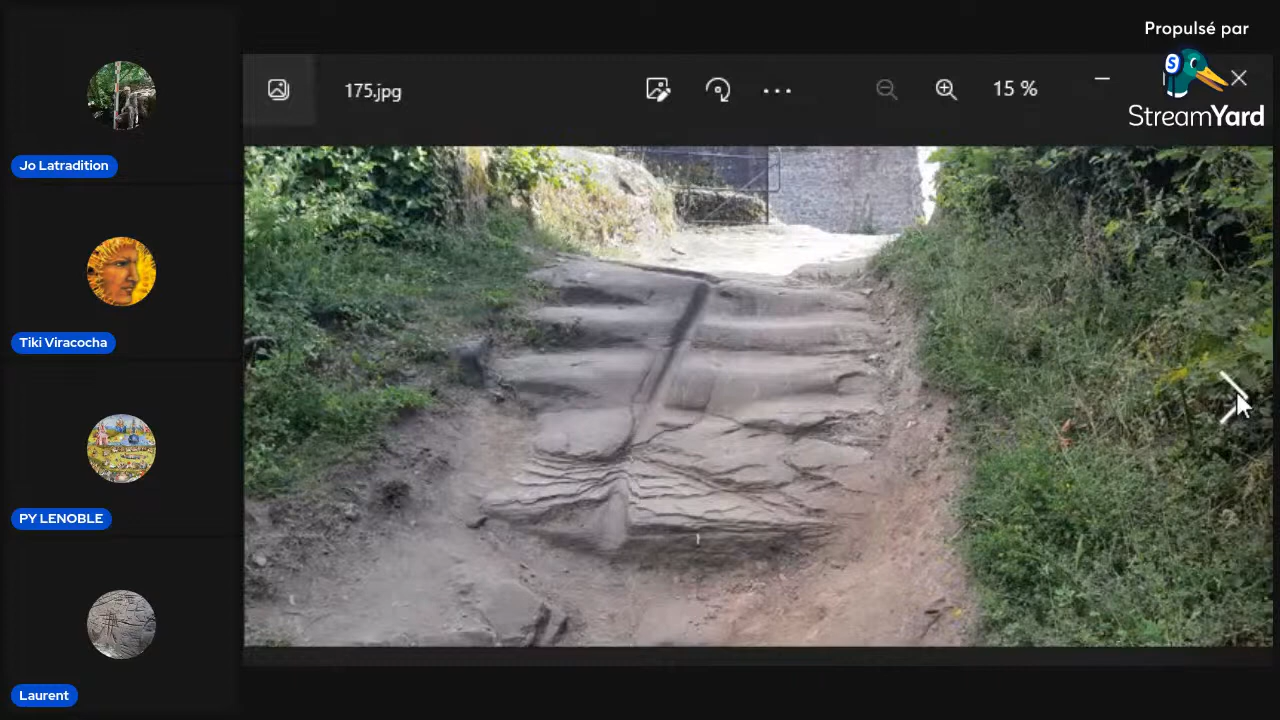 Propulsé par
StreamYard
175.jpg
15 %
Jo Latradition
Tiki Viracocha
PY LENOBLE
Laurent